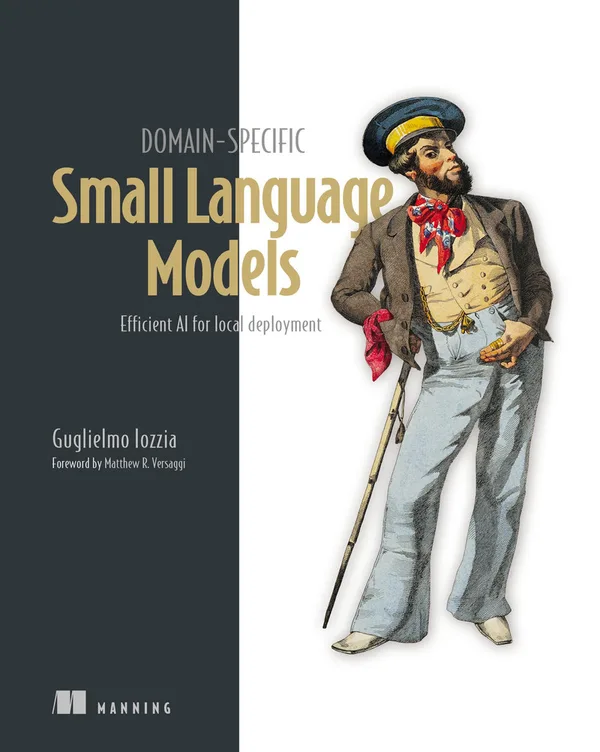 DOMAIN-SPECIFIC
Small Language
Models
Efficient AI for local deployment
Guglielmo Iozzia
Foreword by Matthew R. Versaggi
MANNING